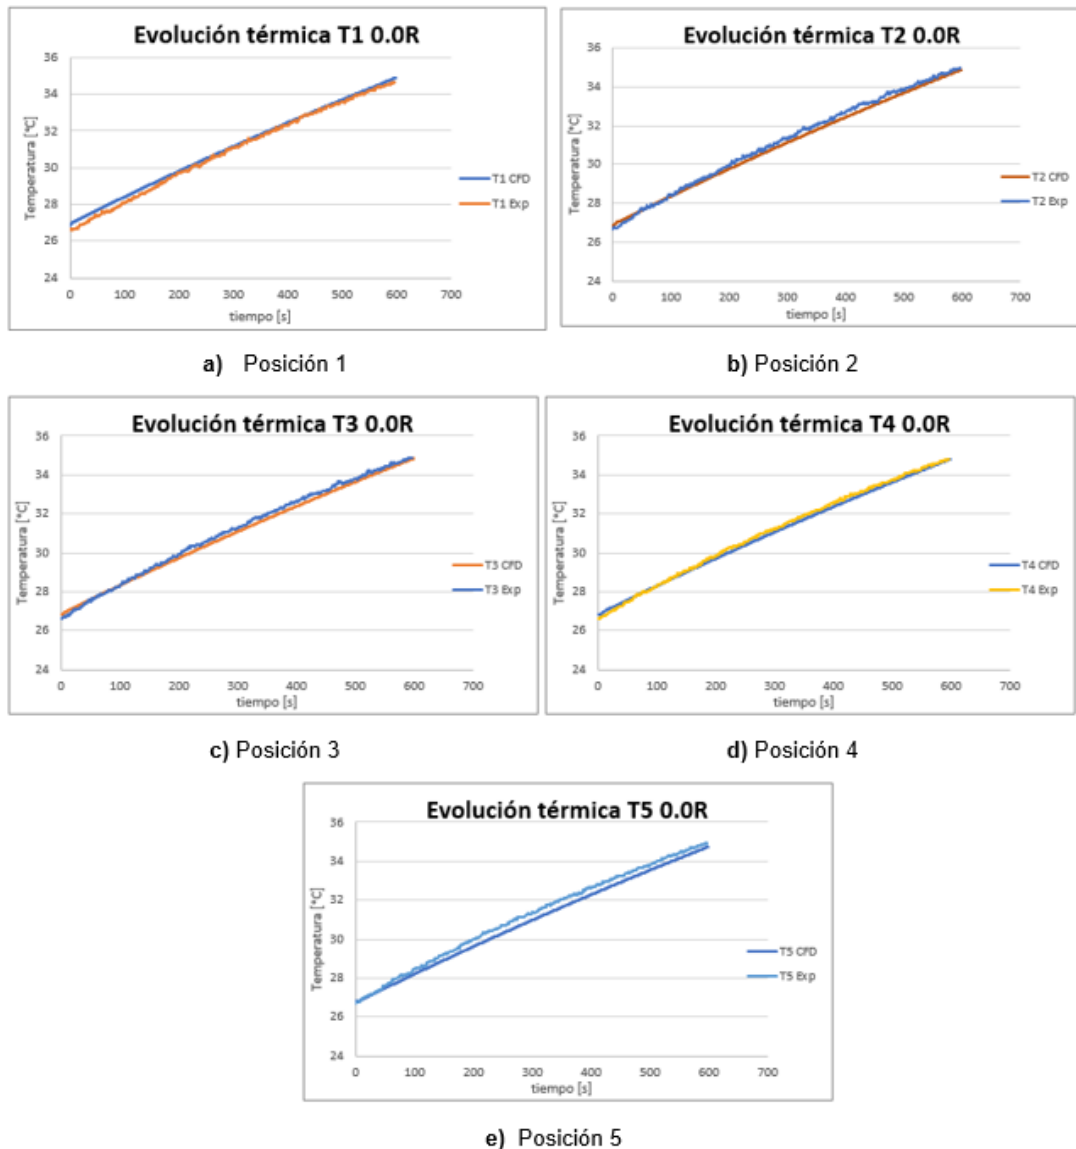 Evolución térmica T1 0.0R
36
34
32
30
28
26
24
Temperatura [°C]
0 100 200 300 400 500 600 700
tiempo [s]
T1 CFD
T1 Exp
a) Posición 1
Evolución térmica T2 0.0R
36
34
32
30
28
26
24
Temperatura [°C]
0 100 200 300 400 500 600 700
tiempo [s]
T2 CFD
T2 Exp
b) Posición 2
Evolución térmica T3 0.0R
36
34
32
30
28
26
24
Temperatura [°C]
0 100 200 300 400 500 600 700
tiempo [s]
T3 CFD
T3 Exp
c) Posición 3
Evolución térmica T4 0.0R
36
34
32
30
28
26
24
Temperatura [°C]
0 100 200 300 400 500 600 700
tiempo [s]
T4 CFD
T4 Exp
d) Posición 4
Evolución térmica T5 0.0R
36
34
32
30
28
26
24
Temperatura [°C]
0 100 200 300 400 500 600 700
tiempo [s]
T5 CFD
T5 Exp
e) Posición 5